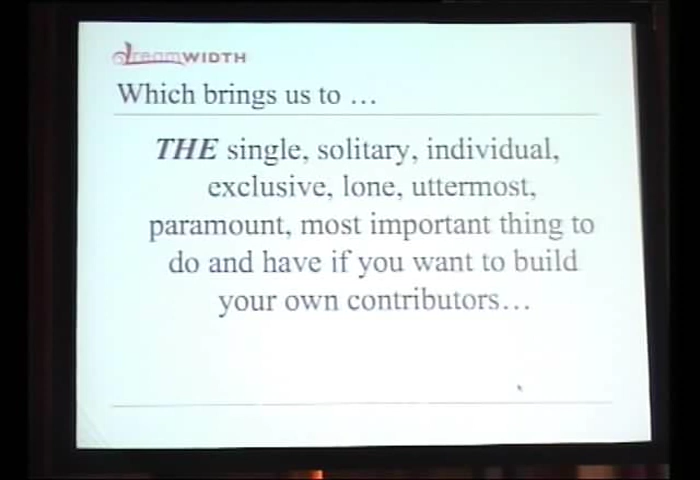 dreamWIDTH
Which brings us to …
THE single, solitary, individual,
exclusive, lone, uttermost,
paramount, most important thing to
do and have if you want to build
your own contributors…